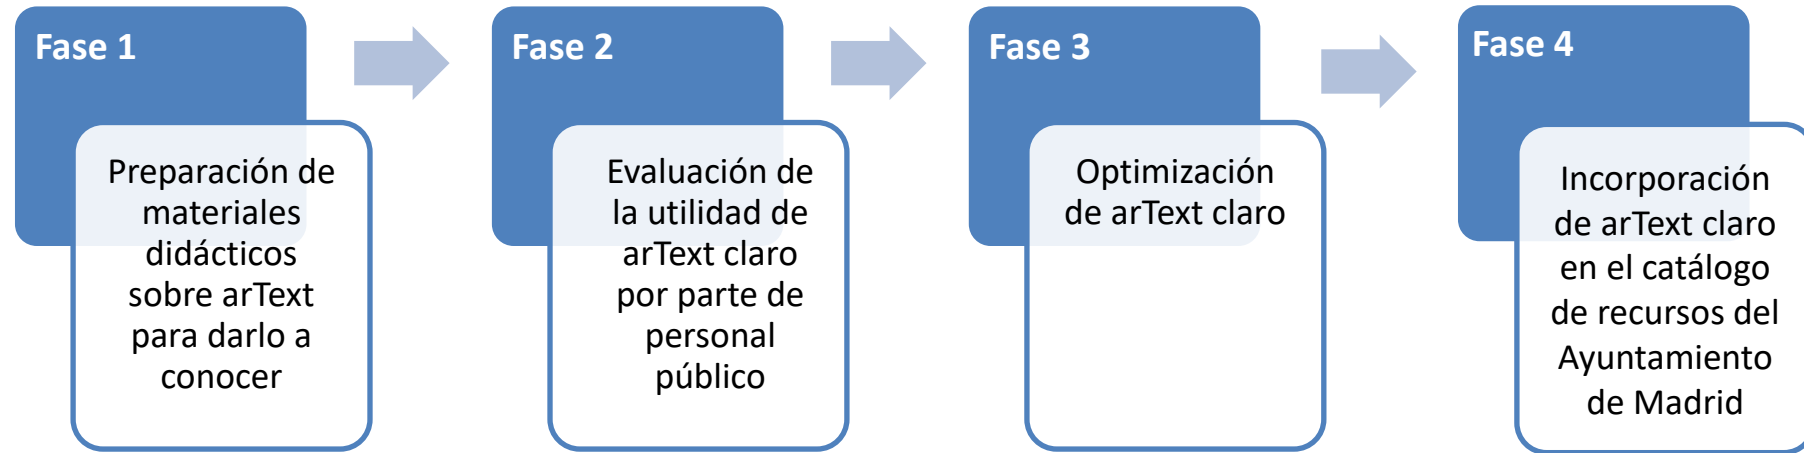 Fase 1
Preparación de
materiales
didácticos
sobre arText
para darlo a
conocer
Fase 2
Evaluación de
la utilidad de
arText claro
por parte de
personal
público
Fase 3
Optimización
de arText claro
Fase 4
Incorporación
de arText claro
en el catálogo
de recursos del
Ayuntamiento
de Madrid